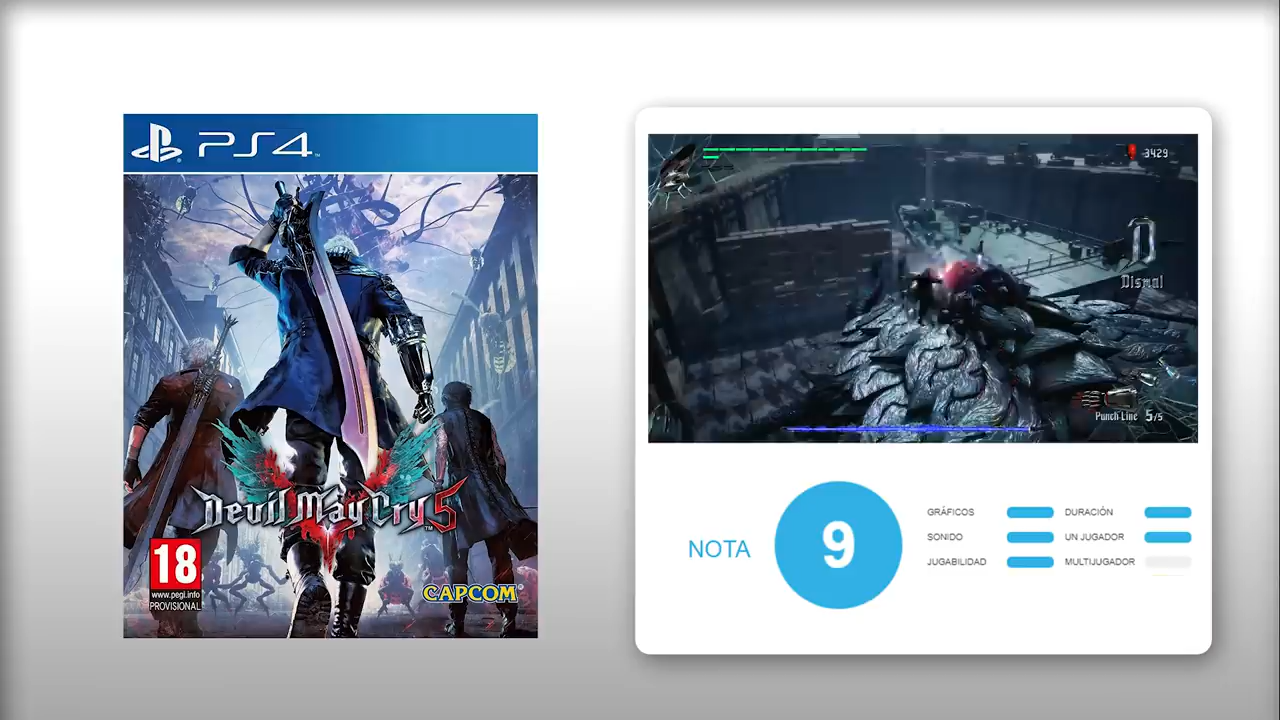 PS4
Devil May Cry 5
18
www.pegi.info
PROVISIONAL
CAPCOM
3429
D
Dismal
Punch Line 5/5
NOTA
9
GRÁFICOS
DURACIÓN
SONIDO
UN JUGADOR
JUGABILIDAD
MULTIJUGADOR